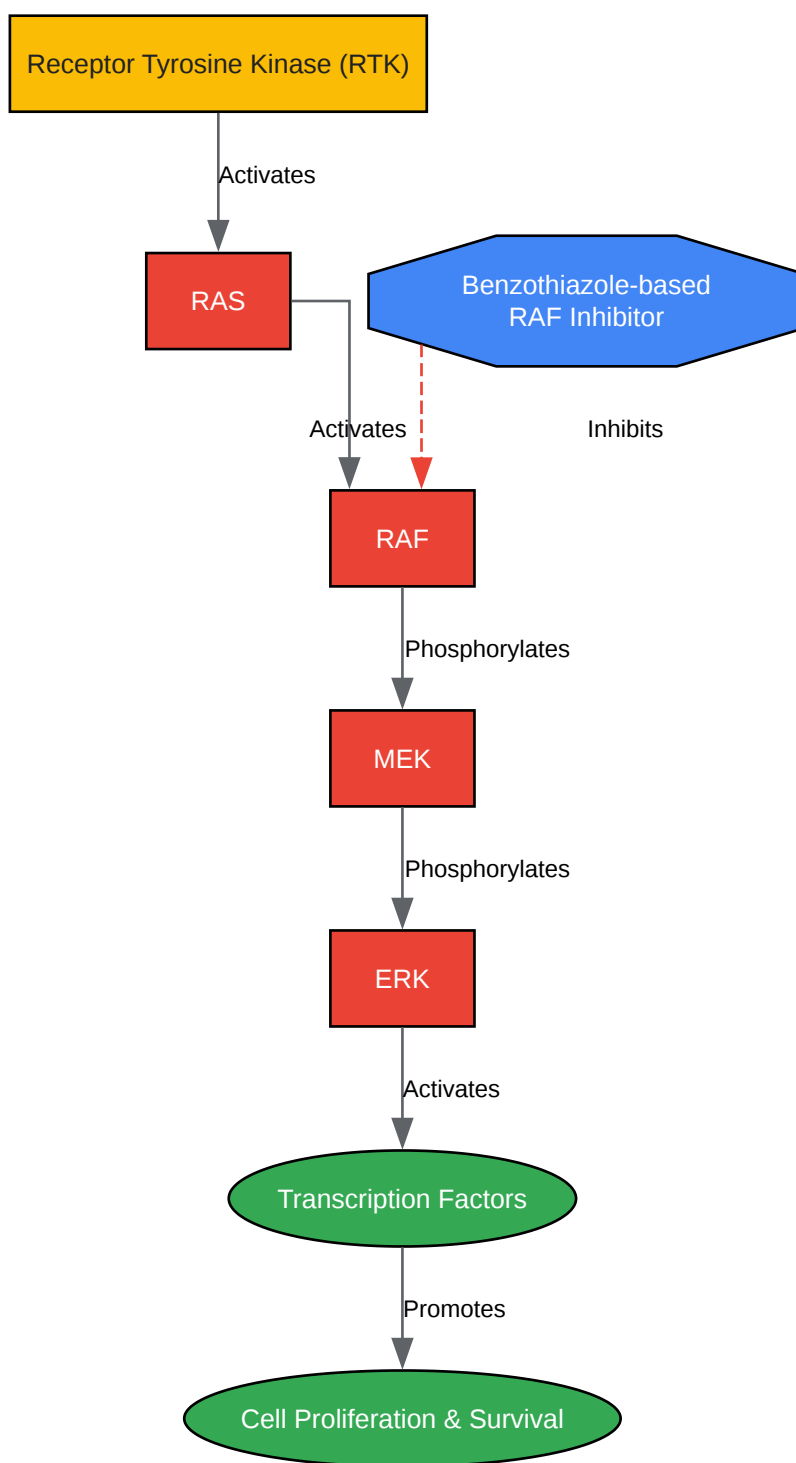 Receptor Tyrosine Kinase (RTK)
Activates
RAS
Benzothiazole-based
RAF Inhibitor
Activates
Inhibits
RAF
Phosphorylates
MEK
Phosphorylates
ERK
Activates
Transcription Factors
Promotes
Cell Proliferation & Survival